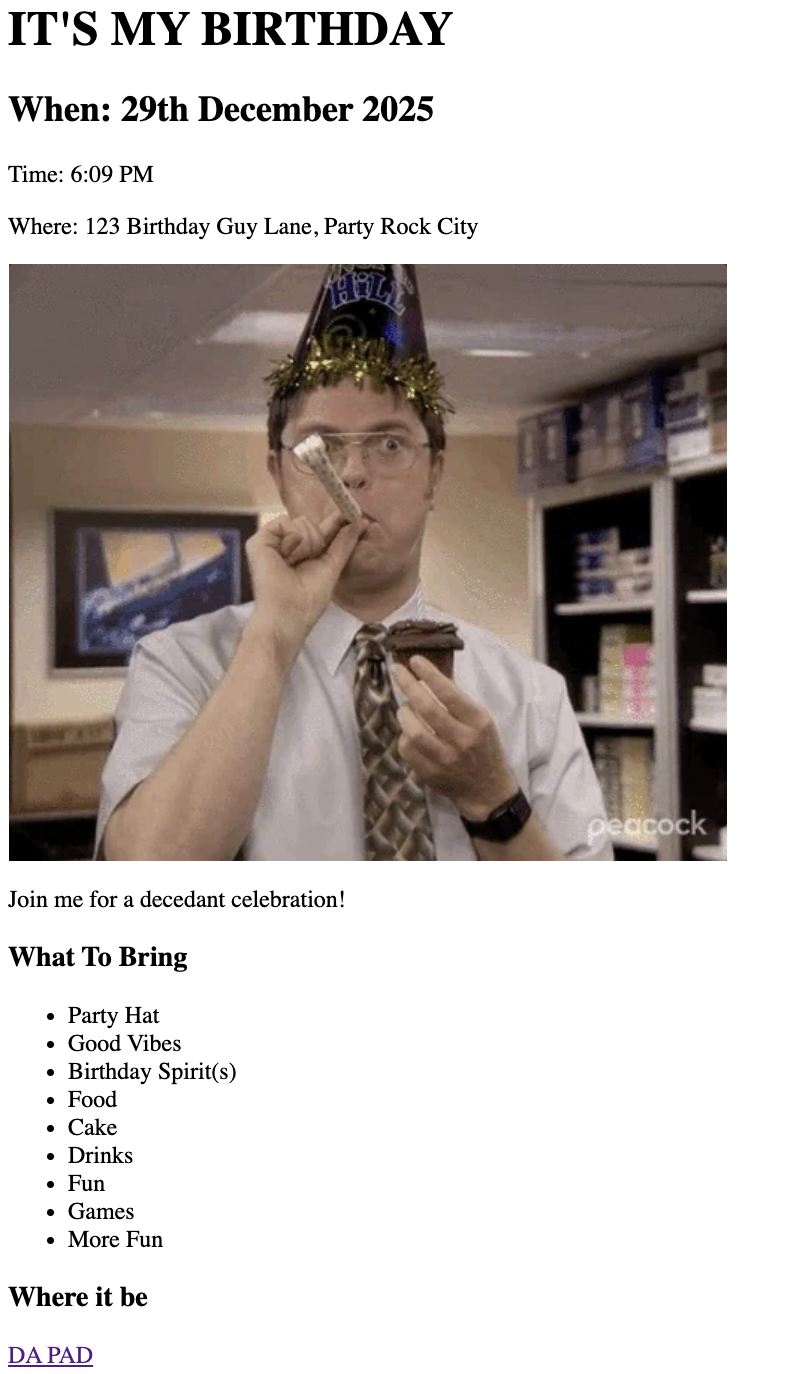 IT'S MY BIRTHDAY
When: 29th December 2025
Time: 6:09 PM
Where: 123 Birthday Guy Lane, Party Rock City
HiLL
peacock
Join me for a decedant celebration!
What To Bring
Party Hat
Good Vibes
Birthday Spirit(s)
Food
Cake
Drinks
Fun
Games
More Fun
Where it be
DA PAD